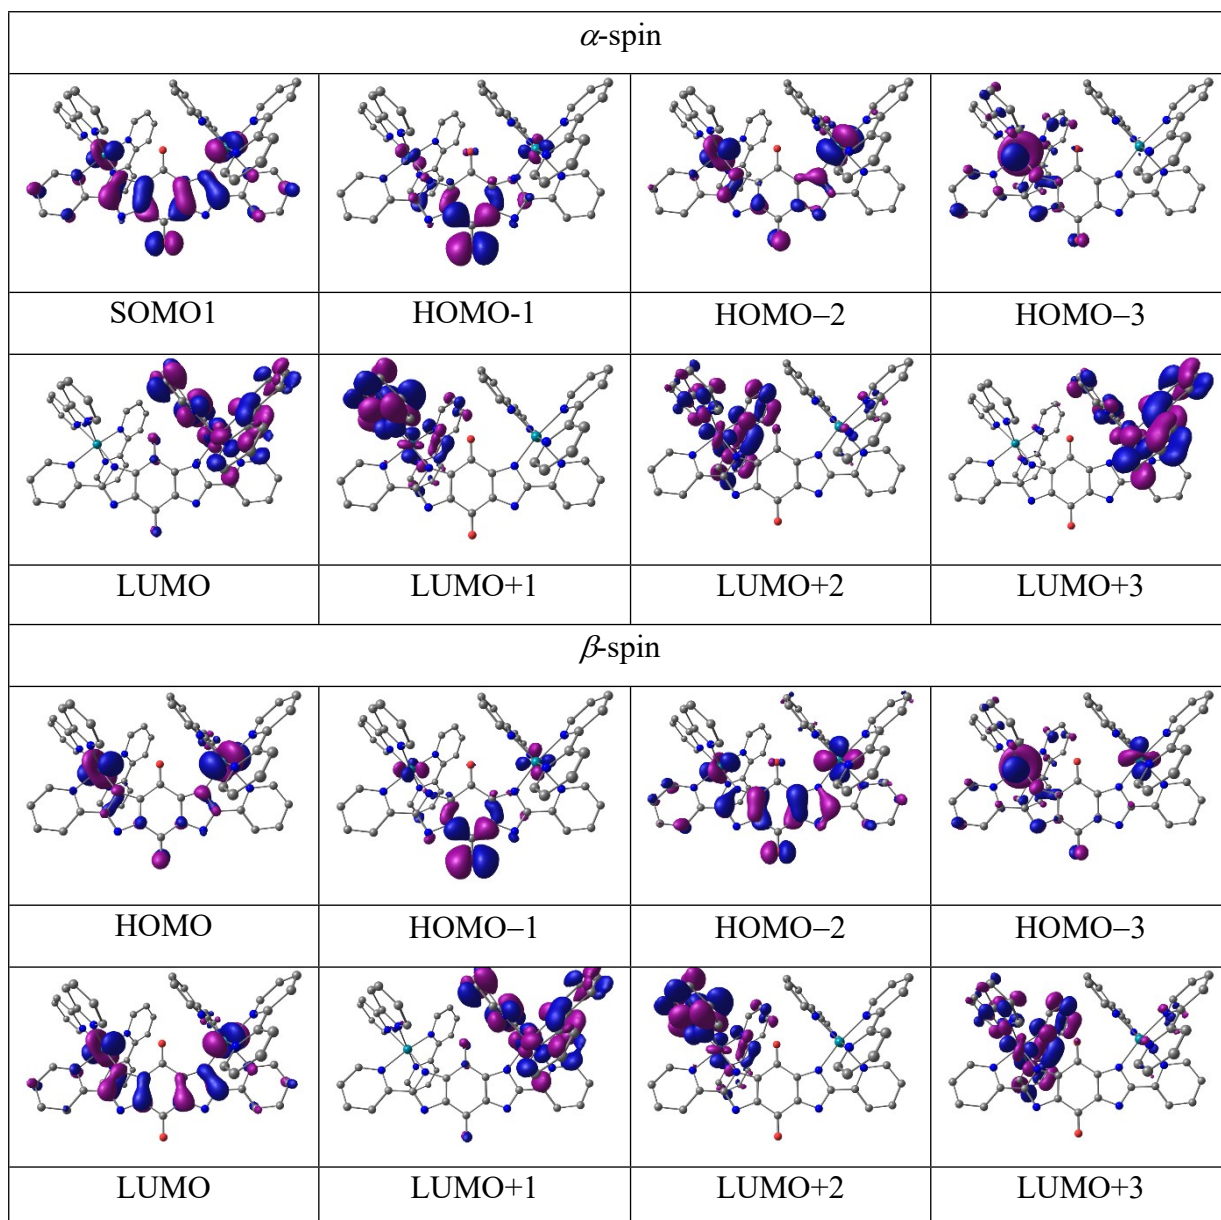 α-spin
SOMO1 HOMO-1 HOMO−2 HOMO−3
LUMO LUMO+1 LUMO+2 LUMO+3
β-spin
HOMO HOMO−1 HOMO−2 HOMO−3
LUMO LUMO+1 LUMO+2 LUMO+3